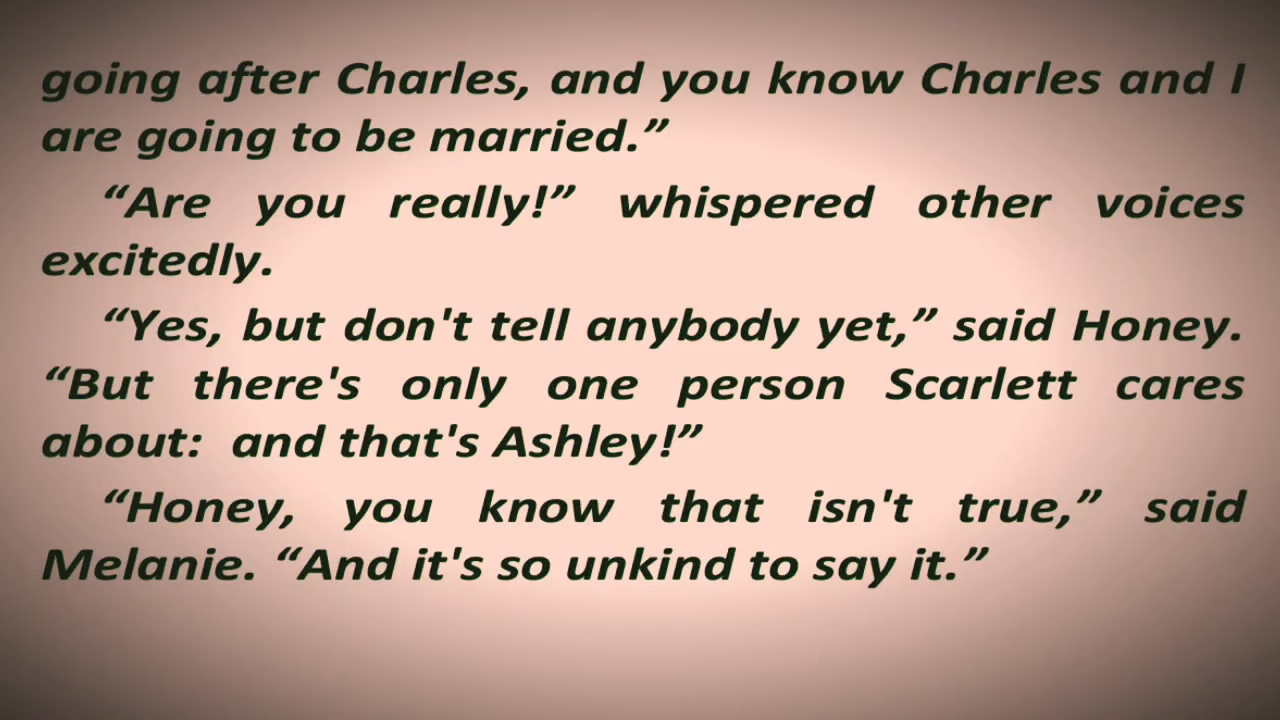 going after Charles, and you know Charles and I
are going to be married.”
“Are you really!” whispered other voices
excitedly.
“Yes, but don't tell anybody yet,” said Honey.
“But there's only one person Scarlett cares
about: and that's Ashley!”
“Honey, you know that isn't true,” said
Melanie. “And it's so unkind to say it.”